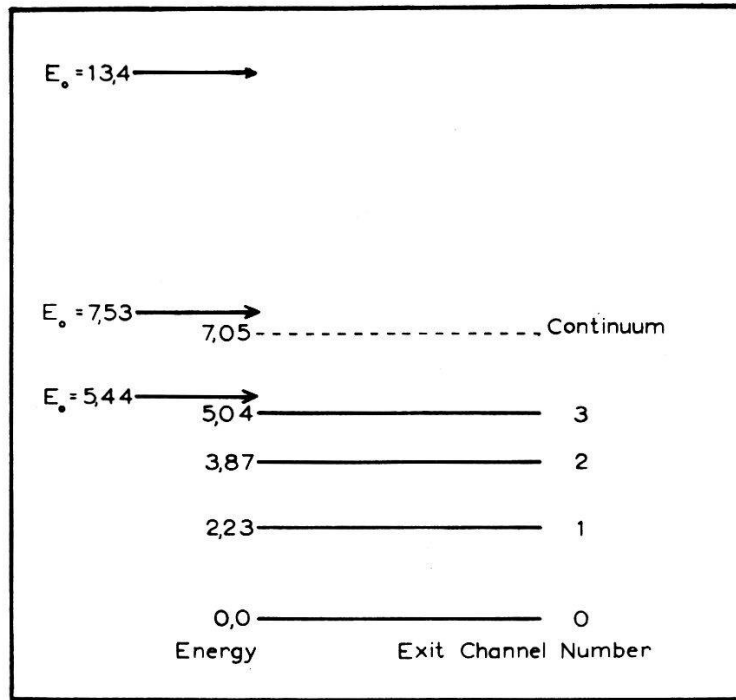 E₀ = 13,4
E₀ = 7,53
7,05 Continuum
E₀ = 5,44
5,04 3
3,87 2
2,23 1
0,0 0
Energy Exit Channel Number